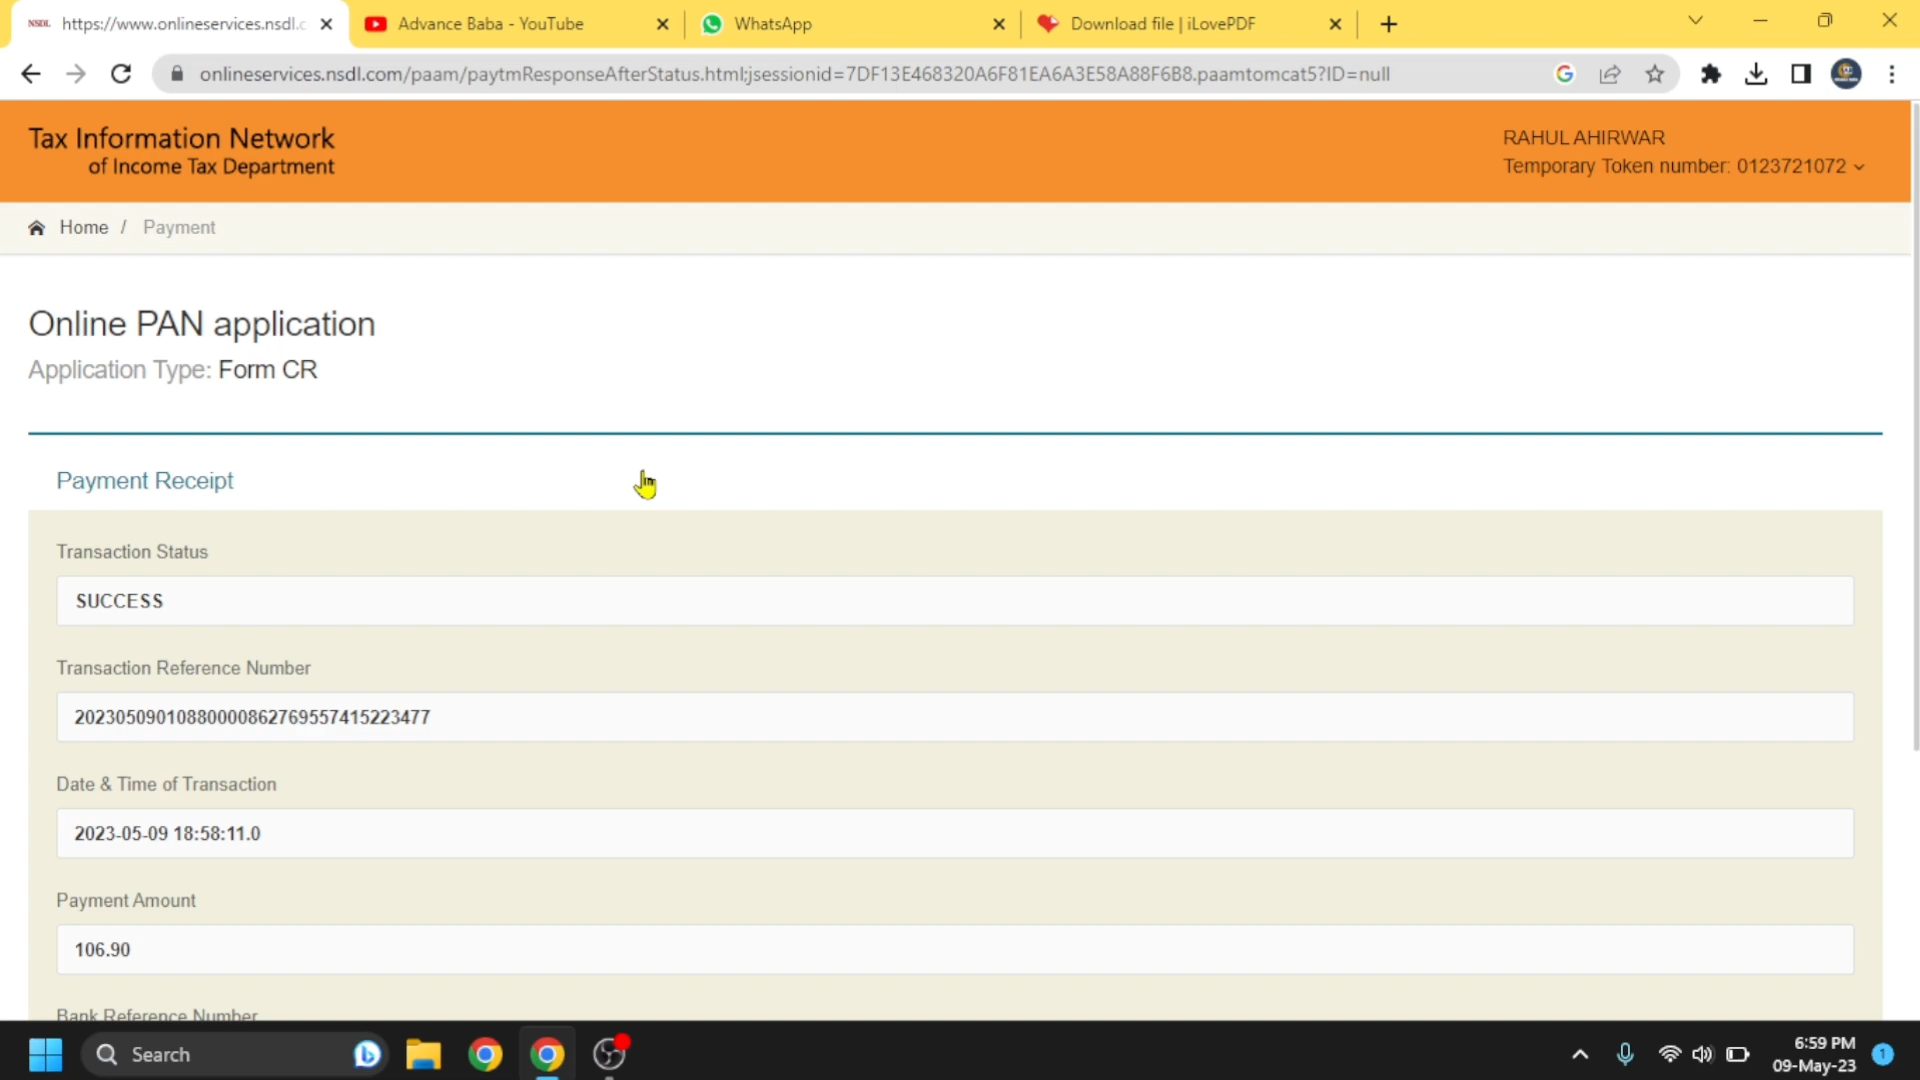 NSDL https://www.onlineservices.nsdl.c
Advance Baba - YouTube
WhatsApp
Download file | iLovePDF
onlineservices.nsdl.com/paam/paytmResponseAfterStatus.html;jsessionid=7DF13E468320A6F81EA6A3E58A88F6B8.paamtomcat5?ID=null
Tax Information Network
of Income Tax Department
RAHUL AHIRWAR
Temporary Token number: 0123721072
Home / Payment
Online PAN application
Application Type: Form CR
Payment Receipt
Transaction Status
SUCCESS
Transaction Reference Number
20230509010880000862769557415223477
Date & Time of Transaction
2023-05-09 18:58:11.0
Payment Amount
106.90
Bank Reference Number
Search
6:59 PM
09-May-23
1